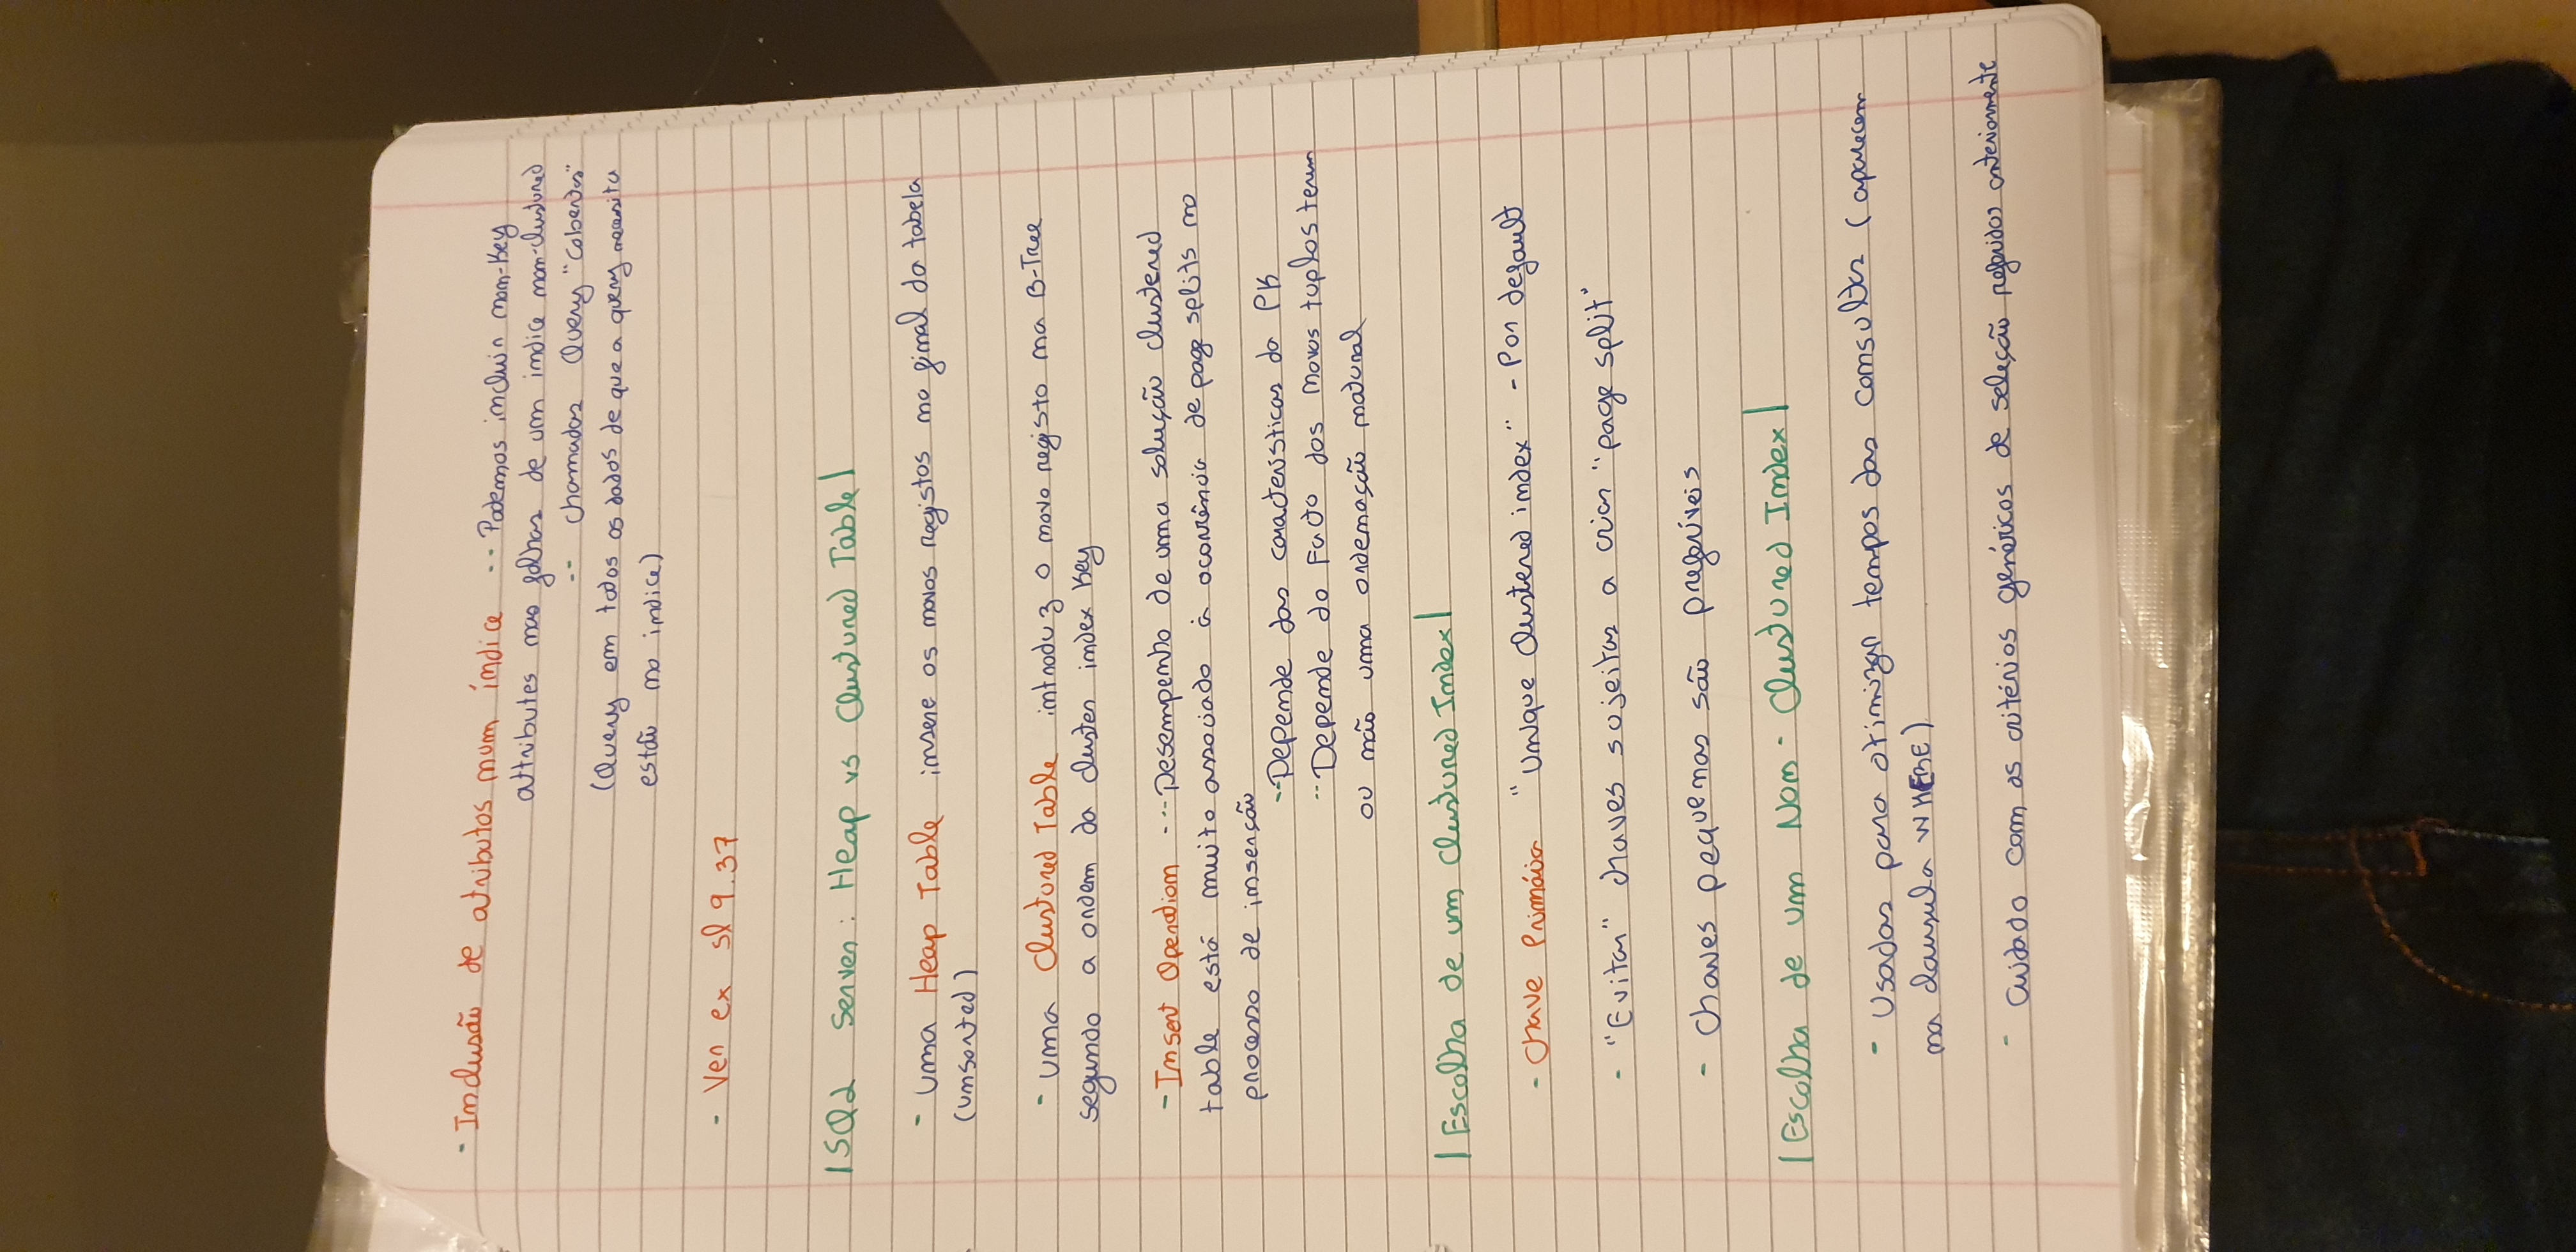 - Inclusão de atributos num índice -- Podemos incluir non-key
attributes nas folhas de um indice non-clustured
-- chamadas Query "Cobertas"
(Query em todos os dados de que a query necessita
estão no indice)
- Ver ex sl 9.37
|SQL Server: Heap vs Clustured Table|
- Uma Heap Table insere os novos registos no final da tabela
(unsorted)
- Uma Clustured Table introduz o novo registo na B-Tree
segundo a ordem da cluster index key
- Insert Operation --- Desempenho de uma solução clustered
table está muito associado à ocorrência de page splits no
processo de inserção
-- Depende das características da PK
-- Depende do facto dos novos tuplos terem
ou não uma ordenação natural
|Escolha de um Clustured Index|
- Chave Primária "Unique Clustered index" - Por default
- "Evitar" chaves sujeitas a criar "page split"
- Chaves pequenas são preferíveis
|Escolha de um Non-Clustured Index|
- Usadas para otimizar tempos das consultas (aparecem
na clausula WHERE)
- Cuidado com os critérios genéricos de seleção referidos anteriormente